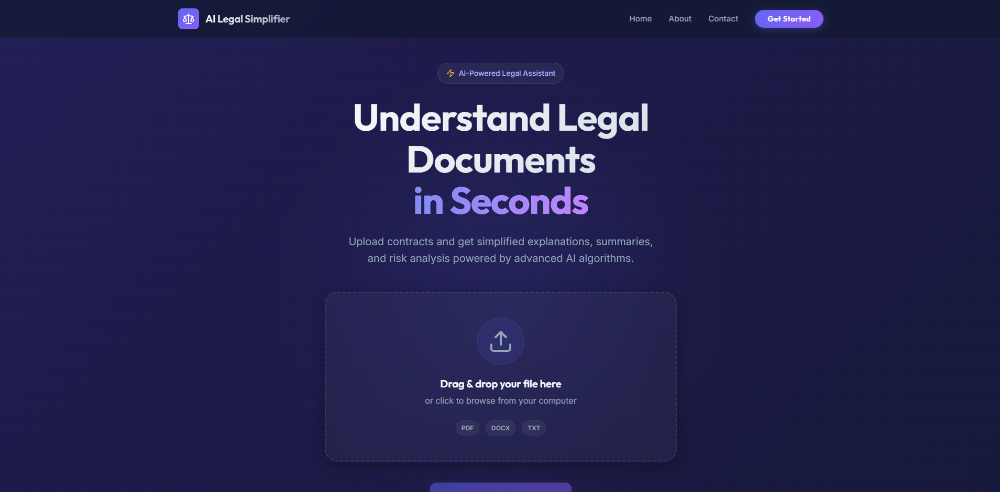 AI Legal Simplifier
Home
About
Contact
Get Started
AI-Powered Legal Assistant
Understand Legal
Documents
in Seconds
Upload contracts and get simplified explanations, summaries,
and risk analysis powered by advanced AI algorithms.
Drag & drop your file here
or click to browse from your computer
PDF
DOCX
TXT